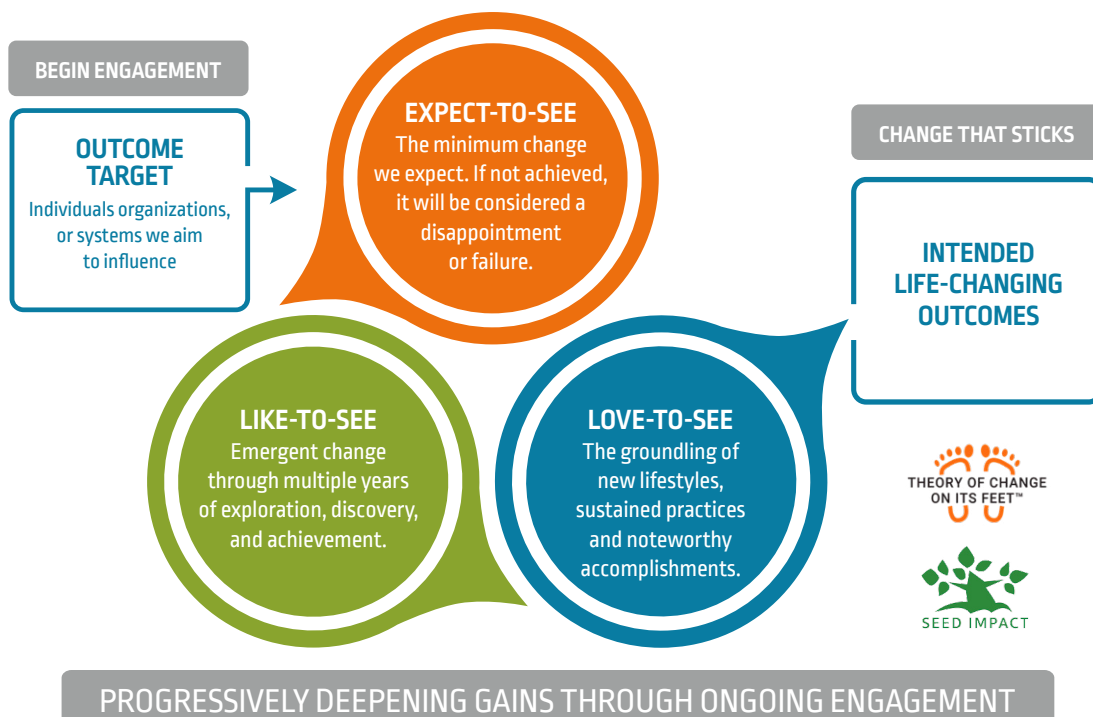 BEGIN ENGAGEMENT
OUTCOME
TARGET
Individuals organizations,
or systems we aim
to influence
EXPECT-TO-SEE
The minimum change
we expect. If not achieved,
it will be considered a
disappointment
or failure.
LIKE-TO-SEE
Emergent change
through multiple years
of exploration, discovery,
and achievement.
LOVE-TO-SEE
The groundling of
new lifestyles,
sustained practices
and noteworthy
accomplishments.
CHANGE THAT STICKS
INTENDED
LIFE-CHANGING
OUTCOMES
THEORY OF CHANGE
ON ITS FEET™
SEED IMPACT
PROGRESSIVELY DEEPENING GAINS THROUGH ONGOING ENGAGEMENT